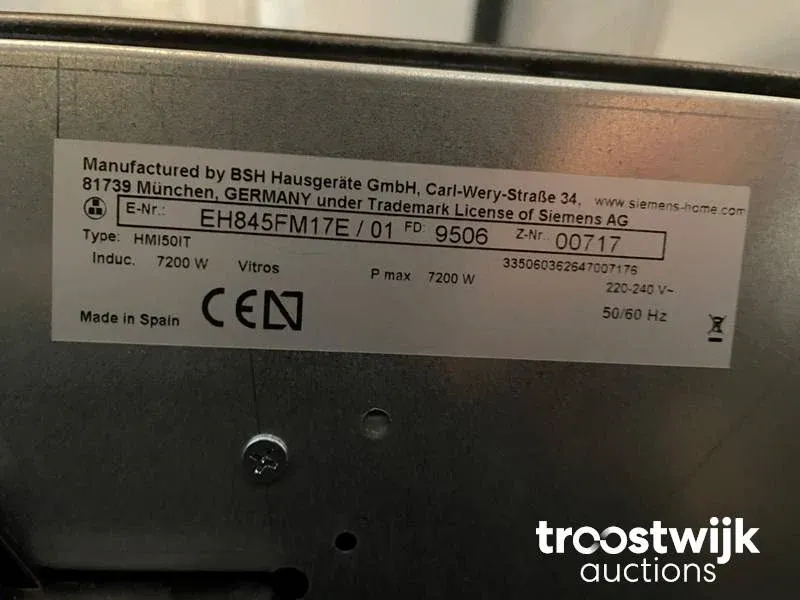 Manufactured by BSH Hausgeräte GmbH, Carl-Wery-Straße 34, www.siemens-home.com
81739 München, GERMANY under Trademark License of Siemens AG
E-Nr.: EH845FM17E / 01 FD: 9506 Z-Nr. 00717
Type: HMI50IT 335060362647007176
Induc. 7200 W Vitros P max 7200 W 220-240 V~
Made in Spain CE N 50/60 Hz
troostwijk
auctions